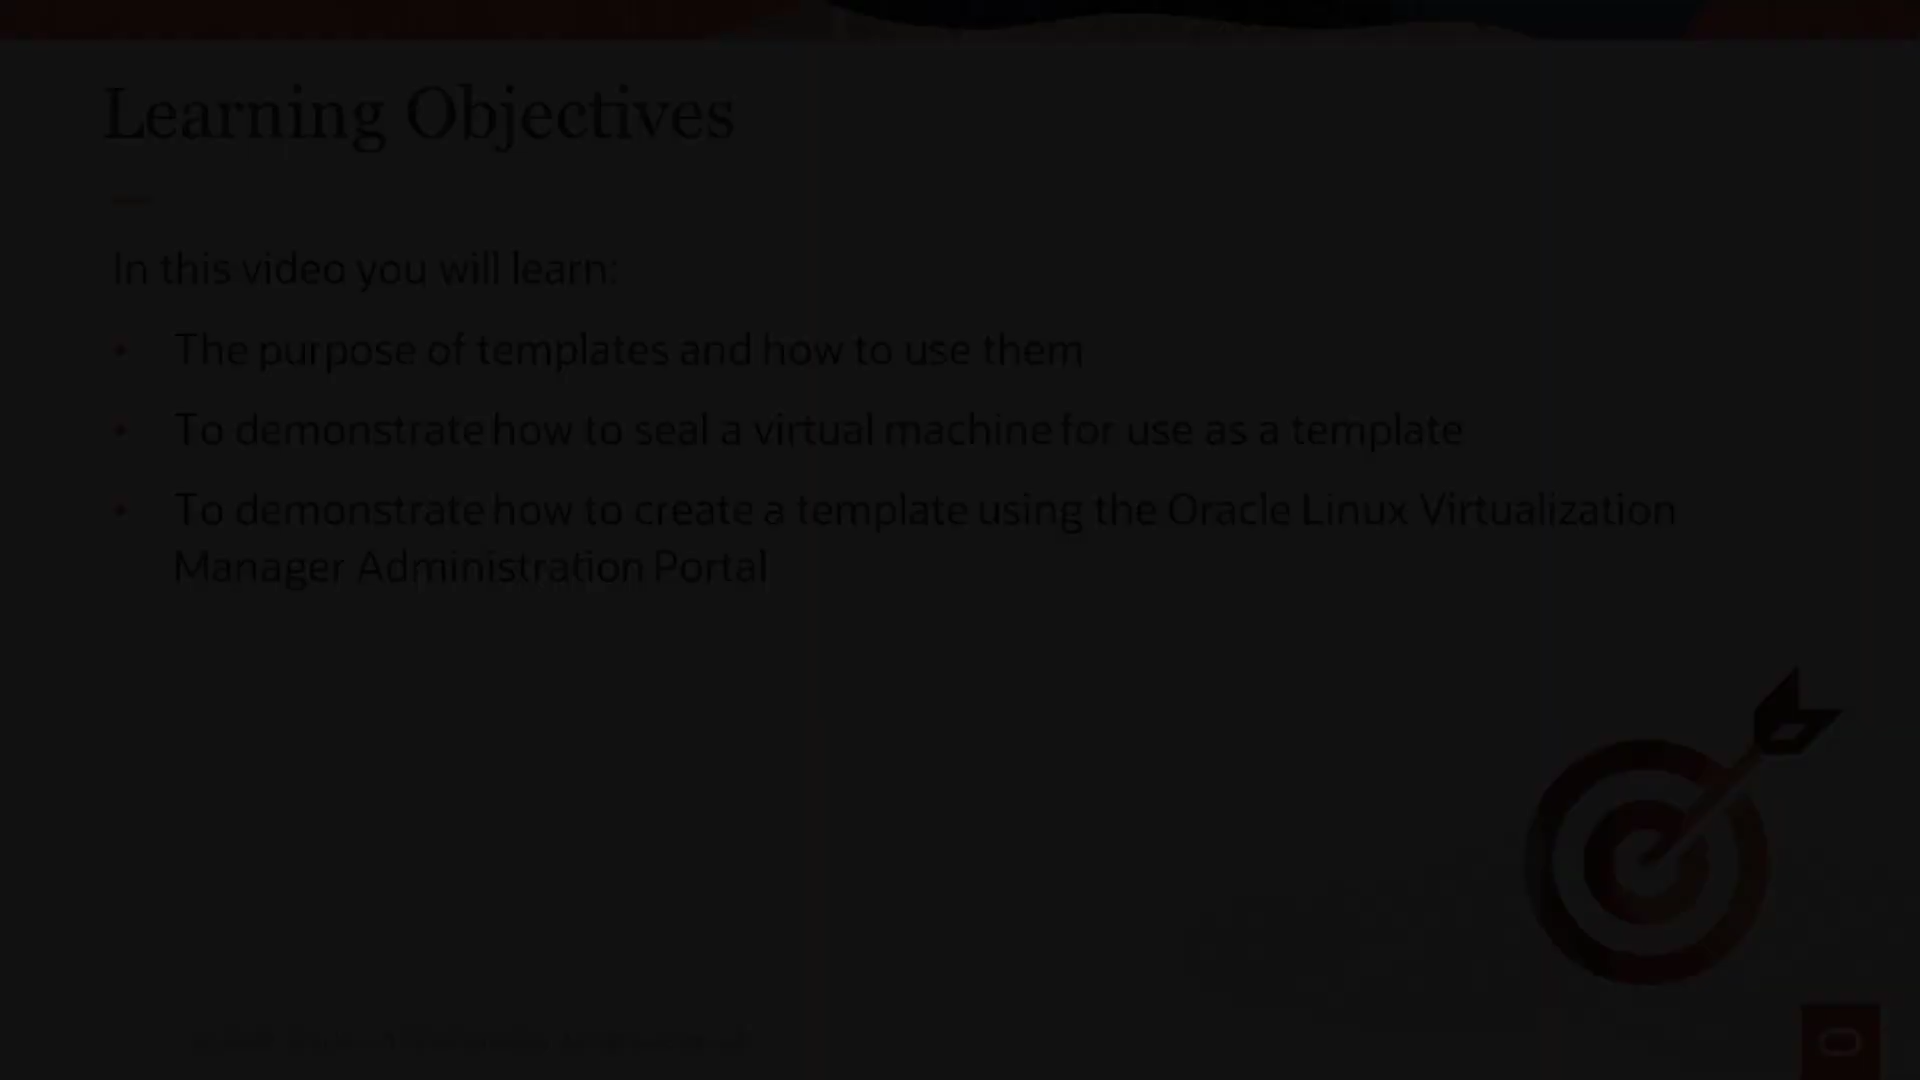 Learning Objectives
In this video you will learn:
• The purpose of templates and how to use them
• To demonstrate how to seal a virtual machine for use as a template
• To demonstrate how to create a template using the Oracle Linux Virtualization
Manager Administration Portal